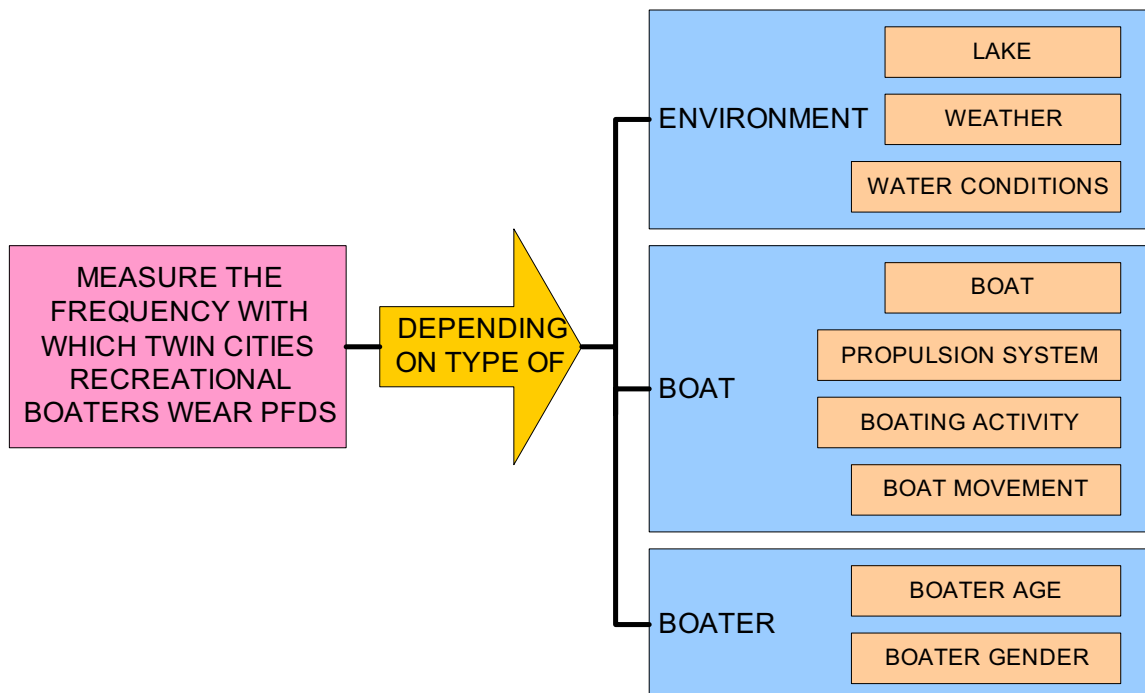 MEASURE THE
FREQUENCY WITH
WHICH TWIN CITIES
RECREATIONAL
BOATERS WEAR PFDS
DEPENDING
ON TYPE OF
ENVIRONMENT
LAKE
WEATHER
WATER CONDITIONS
BOAT
BOAT
PROPULSION SYSTEM
BOATING ACTIVITY
BOAT MOVEMENT
BOATER
BOATER AGE
BOATER GENDER